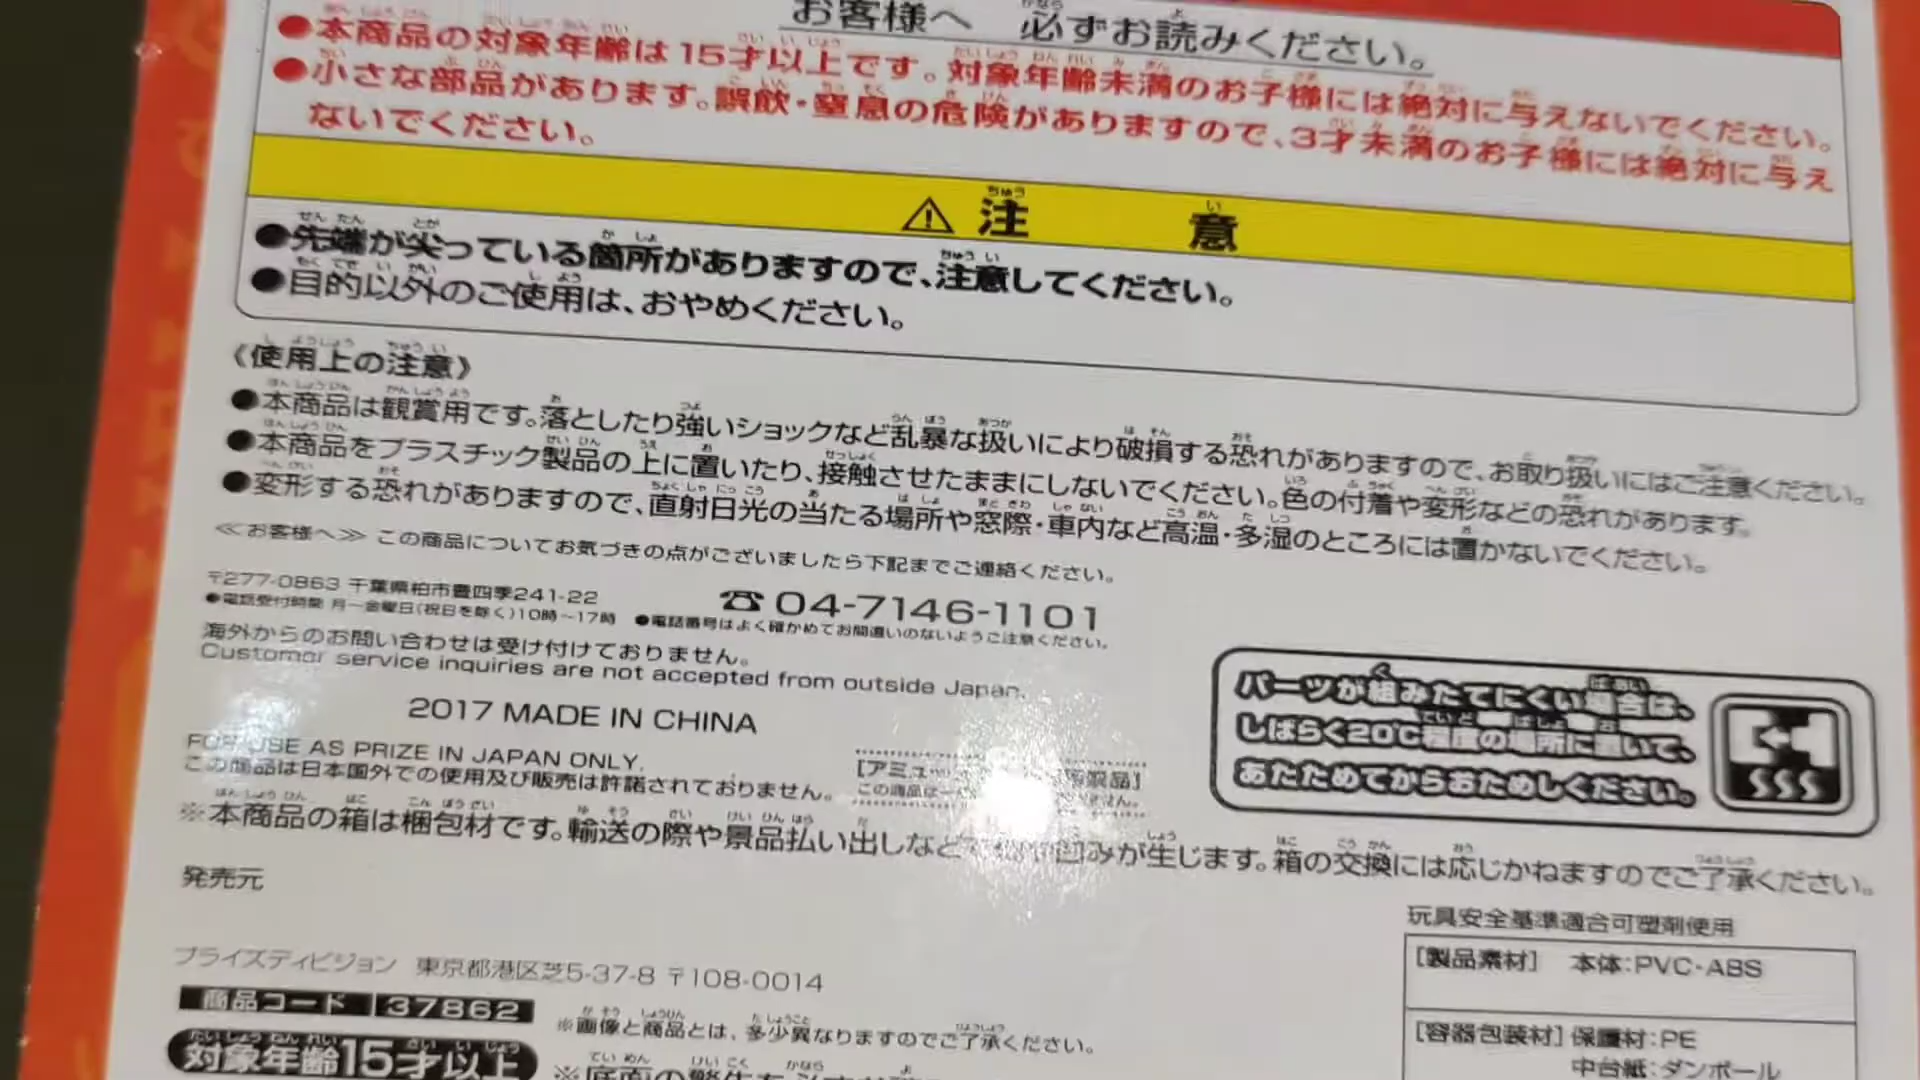 お客様へ 必ずお読みください。
●本商品の対象年齢は15才以上です。対象年齢未満のお子様には絶対に与えないでください。
●小さな部品があります。誤飲・窒息の危険がありますので、3才未満のお子様には絶対に与え
ないでください。
⚠注 意
●先端が尖っている箇所がありますので、注意してください。
●目的以外のご使用は、おやめください。
《使用上の注意》
●本商品は観賞用です。落としたり強いショックなど乱暴な扱いにより破損する恐れがありますので、お取り扱いにはご注意ください。
●本商品をプラスチック製品の上に置いたり、接触させたままにしないでください。色の付着や変形などの恐れがあります。
●変形する恐れがありますので、直射日光の当たる場所や窓際・車内など高温・多湿のところには置かないでください。
≪お客様へ≫ この商品についてお気づきの点がございましたら下記までご連絡ください。
〒277-0863 千葉県柏市豊四季241-22 ☎04-7146-1101
●電話受付時間 月〜金曜日(祝日を除く)10時〜17時 ●電話番号はよく確かめてお間違いのないようご注意ください。
海外からのお問い合わせは受け付けておりません。
Customer service inquiries are not accepted from outside Japan.
2017 MADE IN CHINA
FOR USE AS PRIZE IN JAPAN ONLY.
この商品は日本国外での使用及び販売は許諾されておりません。
[アミュ
この商品は
パーツが組みたてにくい場合は、
しばらく20℃程度の場所に置いて、
あたためてからおためしください。
※本商品の箱は梱包材です。輸送の際や景品払い出しなど みが生じます。箱の交換には応じかねますのでご了承ください。
発売元
プライズディビジョン 東京都港区芝5-37-8 〒108-0014
商品コード 37862
対象年齢15才以上
※画像と商品とは、多少異なりますのでご了承ください。
玩具安全基準適合可塑剤使用
[製品素材] 本体:PVC・ABS
[容器包装材] 保護材:PE
中台紙:ダンボール